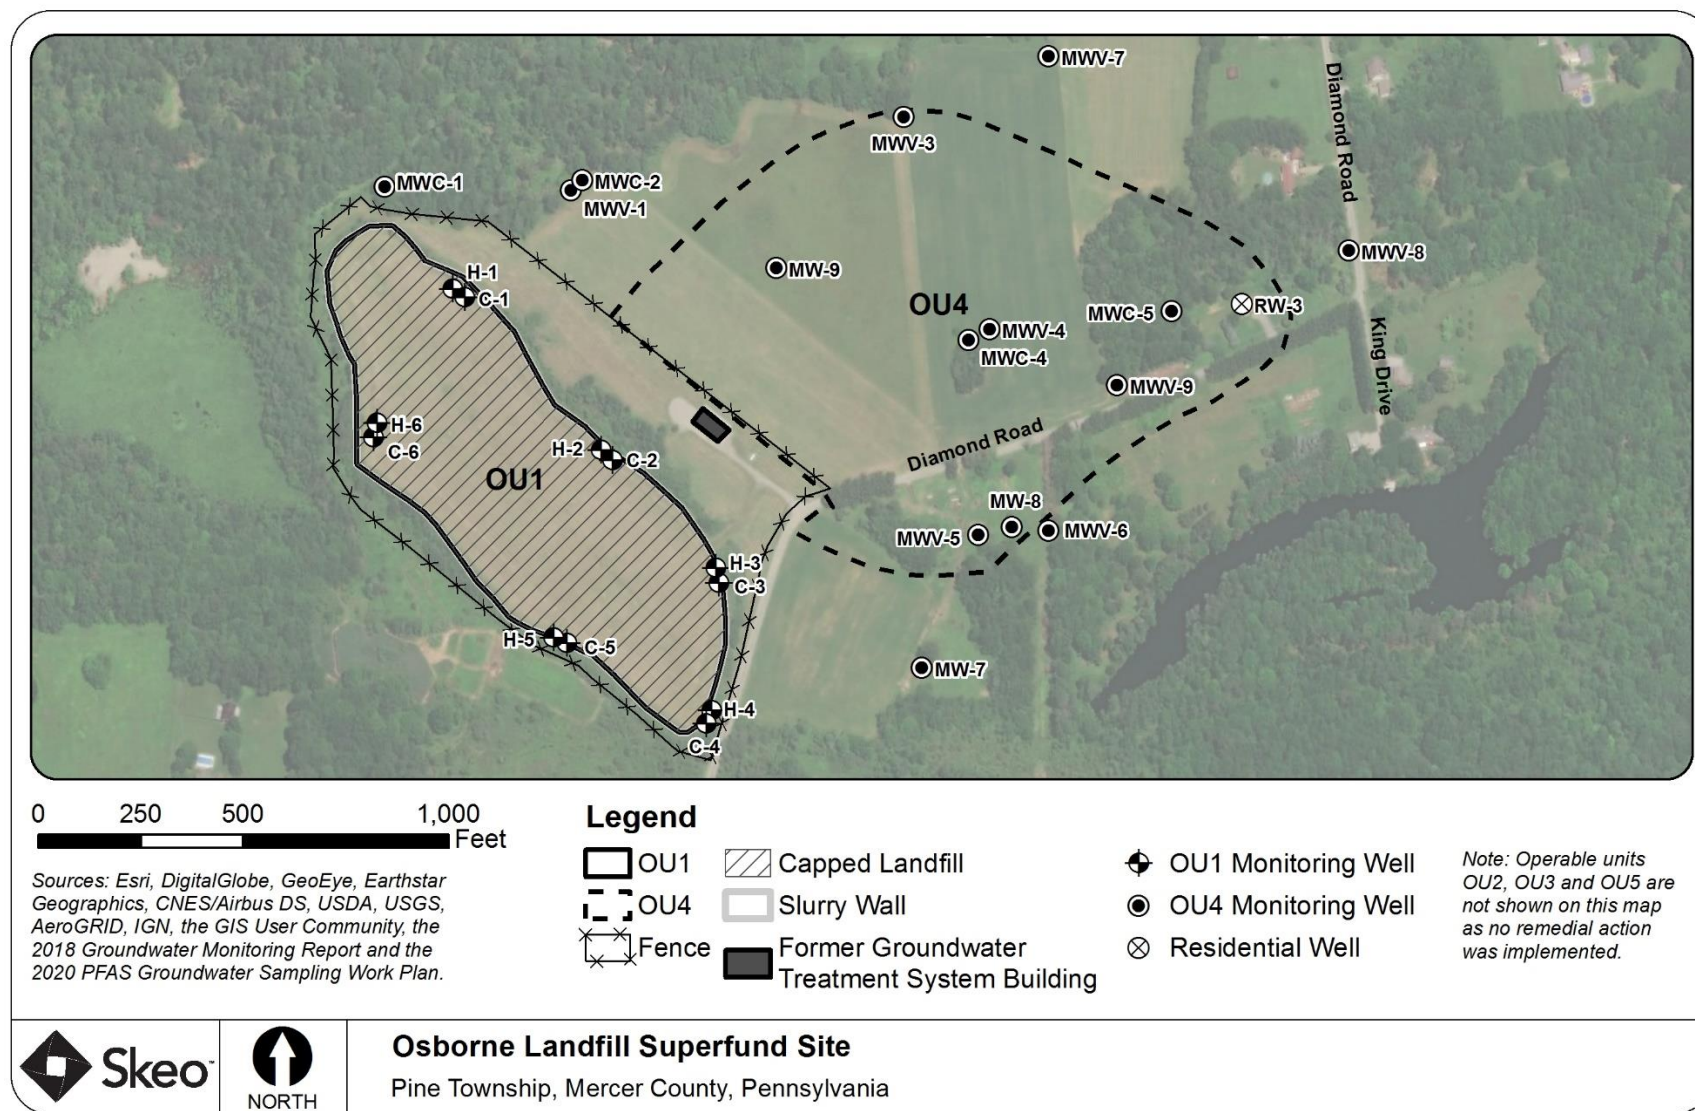 MWV-7
Diamond Road
MWV-3
MWC-1
MWC-2
MWV-1
MWV-8
MW-9
H-1
C-1
OU4
RW-3
MWC-5
MWV-4
MWC-4
King Drive
MWV-9
H-6
C-6
H-2
C-2
Diamond Road
OU1
MW-8
MWV-5
MWV-6
H-3
C-3
H-5
C-5
MW-7
H-4
C-4
0 250 500 1,000
Feet
Sources: Esri, DigitalGlobe, GeoEye, Earthstar
Geographics, CNES/Airbus DS, USDA, USGS,
AeroGRID, IGN, the GIS User Community, the
2018 Groundwater Monitoring Report and the
2020 PFAS Groundwater Sampling Work Plan.
Legend
OU1
OU4
Fence
Capped Landfill
Slurry Wall
Former Groundwater
Treatment System Building
OU1 Monitoring Well
OU4 Monitoring Well
Residential Well
Note: Operable units
OU2, OU3 and OU5 are
not shown on this map
as no remedial action
was implemented.
Skeo™
NORTH
Osborne Landfill Superfund Site
Pine Township, Mercer County, Pennsylvania